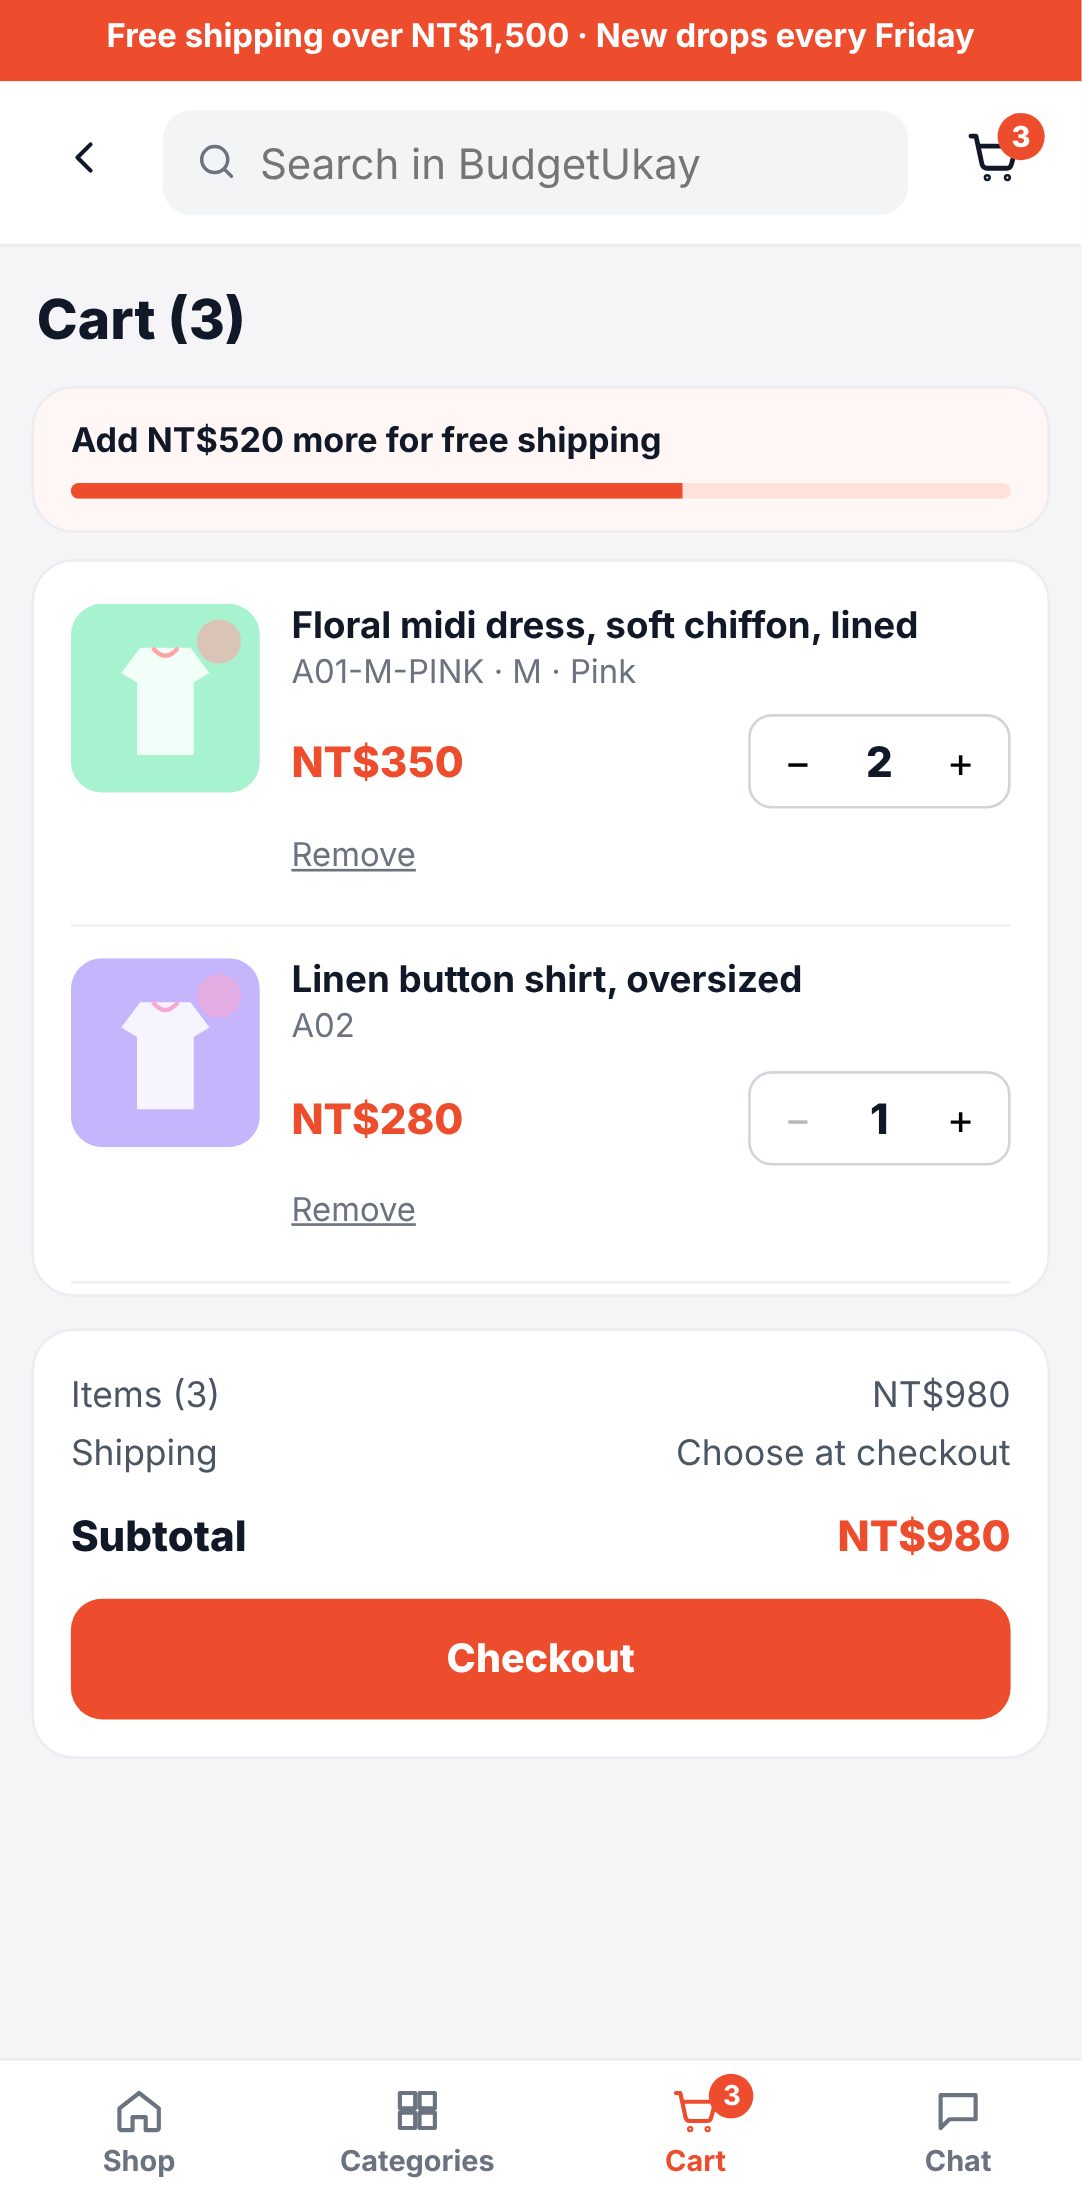 Free shipping over NT$1,500 · New drops every Friday
Search in BudgetUkay
3
Cart (3)
Add NT$520 more for free shipping
Floral midi dress, soft chiffon, lined
A01-M-PINK · M · Pink
NT$350
− 2 +
Remove
Linen button shirt, oversized
A02
NT$280
− 1 +
Remove
Items (3) NT$980
Shipping Choose at checkout
Subtotal NT$980
Checkout
3
Shop Categories Cart Chat